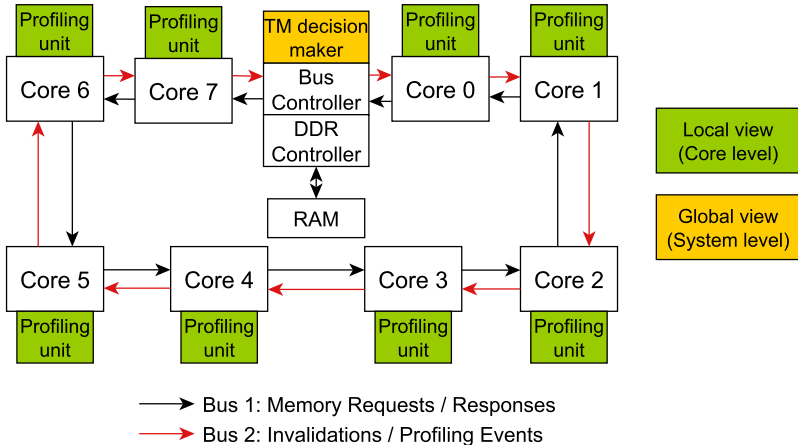 Profiling
unit
Profiling
unit
TM decision
maker
Profiling
unit
Profiling
unit
Core 6
Core 7
Bus
Controller
Core 0
Core 1
DDR
Controller
Local view
(Core level)
RAM
Global view
(System level)
Core 5
Core 4
Core 3
Core 2
Profiling
unit
Profiling
unit
Profiling
unit
Profiling
unit
Bus 1: Memory Requests / Responses
Bus 2: Invalidations / Profiling Events